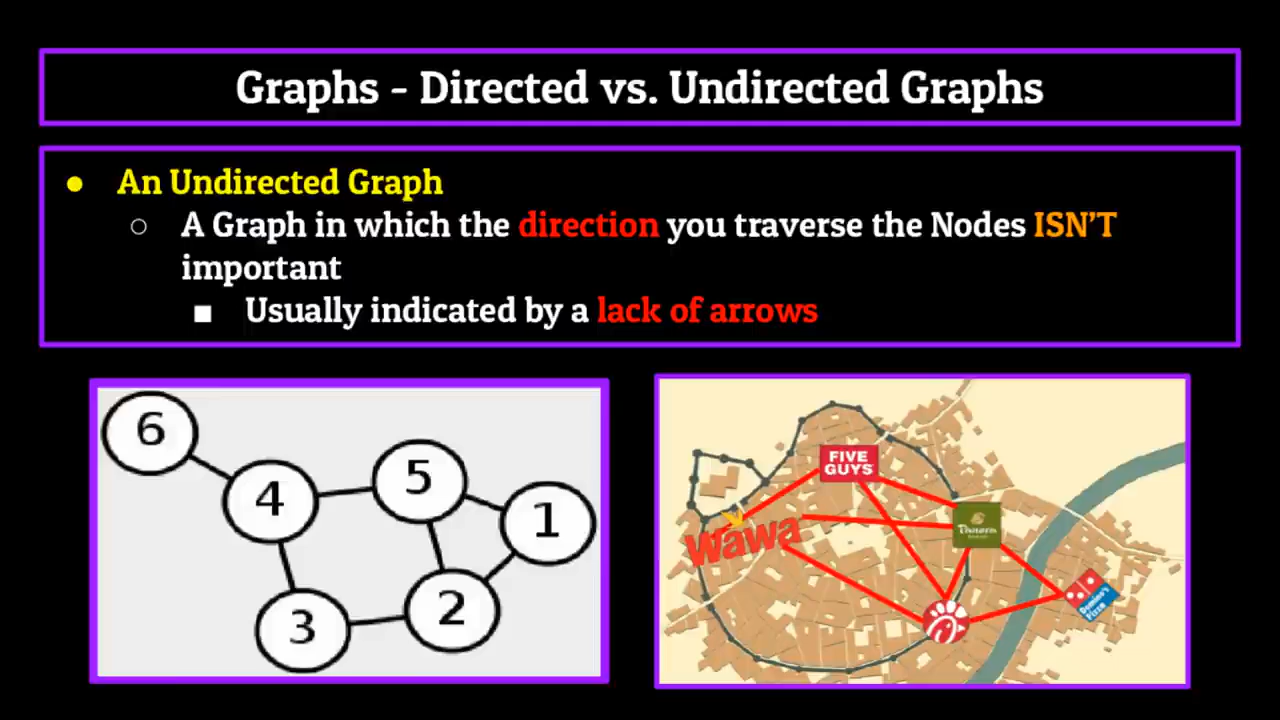 Graphs - Directed vs. Undirected Graphs
● An Undirected Graph
○ A Graph in which the direction you traverse the Nodes ISN'T
important
■ Usually indicated by a lack of arrows
6
4
5
1
3
2
FIVE
GUYS
Wawa
Panera
Domino's
Pizza